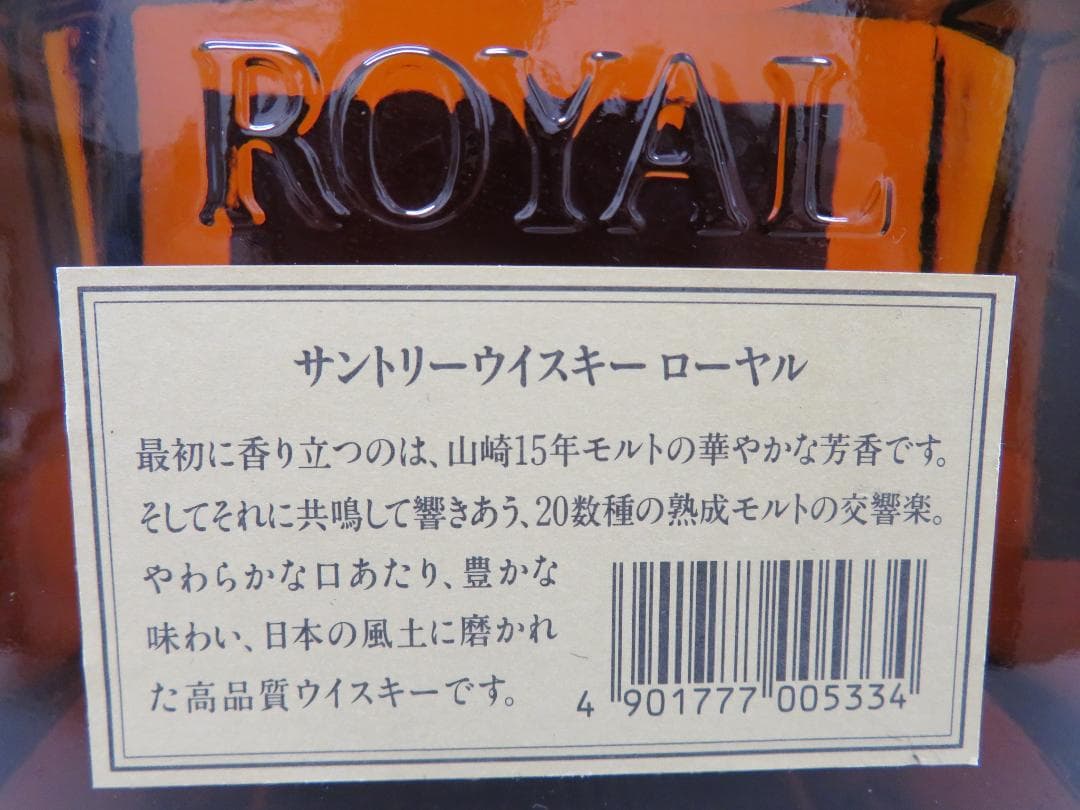 ROYAL
サントリーウイスキー ローヤル
最初に香り立つのは、山崎15年モルトの華やかな芳香です。
そしてそれに共鳴して響きあう、20数種の熟成モルトの交響楽。
やわらかな口あたり、豊かな
味わい、日本の風土に磨かれ
た高品質ウイスキーです。
4 901777 005334